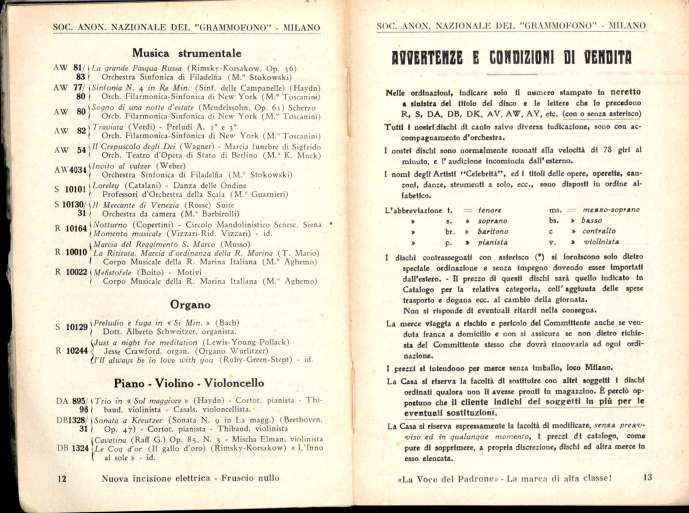 SOC. ANON. NAZIONALE DEL "GRAMMOFONO" - MILANO
Musica strumentale
AW 81/ La grande Pasqua Russa (Rimsky-Korsakow. Op. 36)
83 Orchestra Sinfonica di Filadelfia (M.° Stokowski)
AW 77/ Sinfonia N. 4 in Re Min. (Sinf. delle Campanelle) (Haydn)
80 Orch. Filarmonica-Sinfonica di New York (M.° Toscanini)
AW 80 Sogno di una notte d'estate (Mendelssohn. Op. 61) Scherzo
Orch. Filarmonica-Sinfonica di New York (M.° Toscanini)
AW 82 Traviata (Verdi) - Preludi A. 1° e 3°
Orch. Filarmonica-Sinfonica di New York (M.° Toscanini)
AW 54 Il Crepuscolo degli Dei (Wagner) - Marcia funebre di Sigfrido
Orch. Teatro d'Opera di Stato di Berlino (M.° K. Muck)
AW 4034 Invito al valzer (Weber)
Orchestra Sinfonica di Filadelfia (M.° Stokowski)
S 10101 Loreley (Catalani) - Danza delle Ondine
Professori d'Orchestra della Scala (M.° Guarnieri)
S 10130/ Il Mercante di Venezia (Rosse) Suite
31 Orchestra da camera (M.° Barbirolli)
R 10164 Notturno (Copertini) - Circolo Mandolinistico Senese. Siena
Momento musicale (Vizzari-Rid. Vizzari) - id.
Marcia del Reggimento S. Marco (Musso)
R 10010 La Ritirata. Marcia d'ordinanza della R. Marina (T. Mario)
Corpo Musicale della R. Marina Italiana (M.° Aghemo)
R 10022 Mefistofele (Boito) - Motivi
Corpo Musicale della R. Marina Italiana (M.° Aghemo)
Organo
S 10129 Preludio e fuga in « Si Min. » (Bach)
Dott. Alberto Schweitzer, organista.
Just a night for meditation (Lewis-Young-Pollack)
R 10244 Jesse Crawford. organ. (Organo Wurlitzer)
I'll always be in love with you (Ruby-Green-Stept) - id.
Piano - Violino - Violoncello
DA 895/ Trio in « Sol maggiore » (Haydn) - Cortot, pianista - Thi-
98 baud, violinista - Casals, violoncellista.
DB1328/ Sonata a Kreutzer (Sonata N. 9 in La magg.) (Beethoven.
31 Op. 47) - Cortot, pianista - Thibaud, violinista
Cavatina (Raff G.) Op. 85, N. 3 - Mischa Elman, violinista
DB 1324 Le Coq d'or (Il gallo d'oro) (Rimsky-Korsakow) « L'Inno
al sole » - id.
12 Nuova incisione elettrica - Fruscio nullo
SOC. ANON. NAZIONALE DEL "GRAMMOFONO" - MILANO
AVVERTENZE E CONDIZIONI DI VENDITA
Nelle ordinazioni, indicare solo il numero stampato in neretto
a sinistra del titolo del disco e le lettere che lo precedono
R, S, DA, DB, DK, AV, AW, AY, etc. (con o senza asterisco)
Tutti i nostri dischi di canto salvo diversa indicazione, sono con ac-
compagnamento d'orchestra.
I nostri dischi sono normalmente suonati alla velocità di 78 giri al
minuto, e l'audizione incomincia dall'esterno.
I nomi degli Artisti "Celebrità", ed i titoli delle opere, operette, can-
zoni, danze, strumenti a solo, ecc., sono disposti in ordine al-
fabetico.
L'abbreviazione t. = tenore ms. = mezzo-soprano
» s. » soprano bs. » basso
» br. » baritono c » contralto
» p. » pianista v. » violinista
I dischi contrassegnati con asterisco (*) si forniscono solo dietro
speciale ordinazione e senza impegno dovendo esser importati
dall'estero. - Il prezzo di questi dischi sarà quello indicato in
Catalogo per la relativa categoria, coll'aggiunta delle spese
trasporto e dogana ecc. al cambio della giornata.
Non si risponde di eventuali ritardi nella consegna.
La merce viaggia a rischio e pericolo del Committente anche se ven-
duta franca a domicilio e non si assicura se non dietro richie-
sta del Committente stesso che dovrà rinnovarla ad ogni ordi-
nazione.
I prezzi si intendono per merce senza imballo, loco Milano.
La Casa si riserva la facoltà di sostituire con altri soggetti i dischi
ordinati qualora non li avesse pronti in magazzino. È perciò op-
portuno che il cliente indichi dei soggetti in più per le
eventuali sostituzioni.
La Casa si riserva espressamente la facoltà di modificare, senza preav-
viso ed in qualunque momento, i prezzi di catalogo, come
pure di sopprimere, a propria discrezione, dischi ed altra merce in
esso elencata.
«La Voce del Padrone» - La marca di alta classe! 13